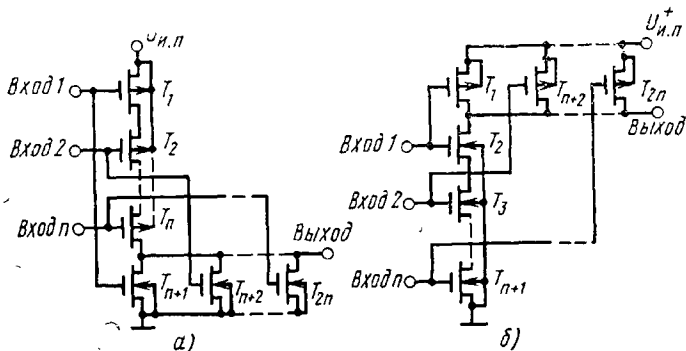 U и.п
Вход 1
T1
Вход 2
T2
Вход n
Tn
Выход
Tn+1
Tn+2
T2n
а)
U+и.п
T1
Tn+2
T2n
Выход
Вход 1
T2
Вход 2
T3
Вход n
Tn+1
б)